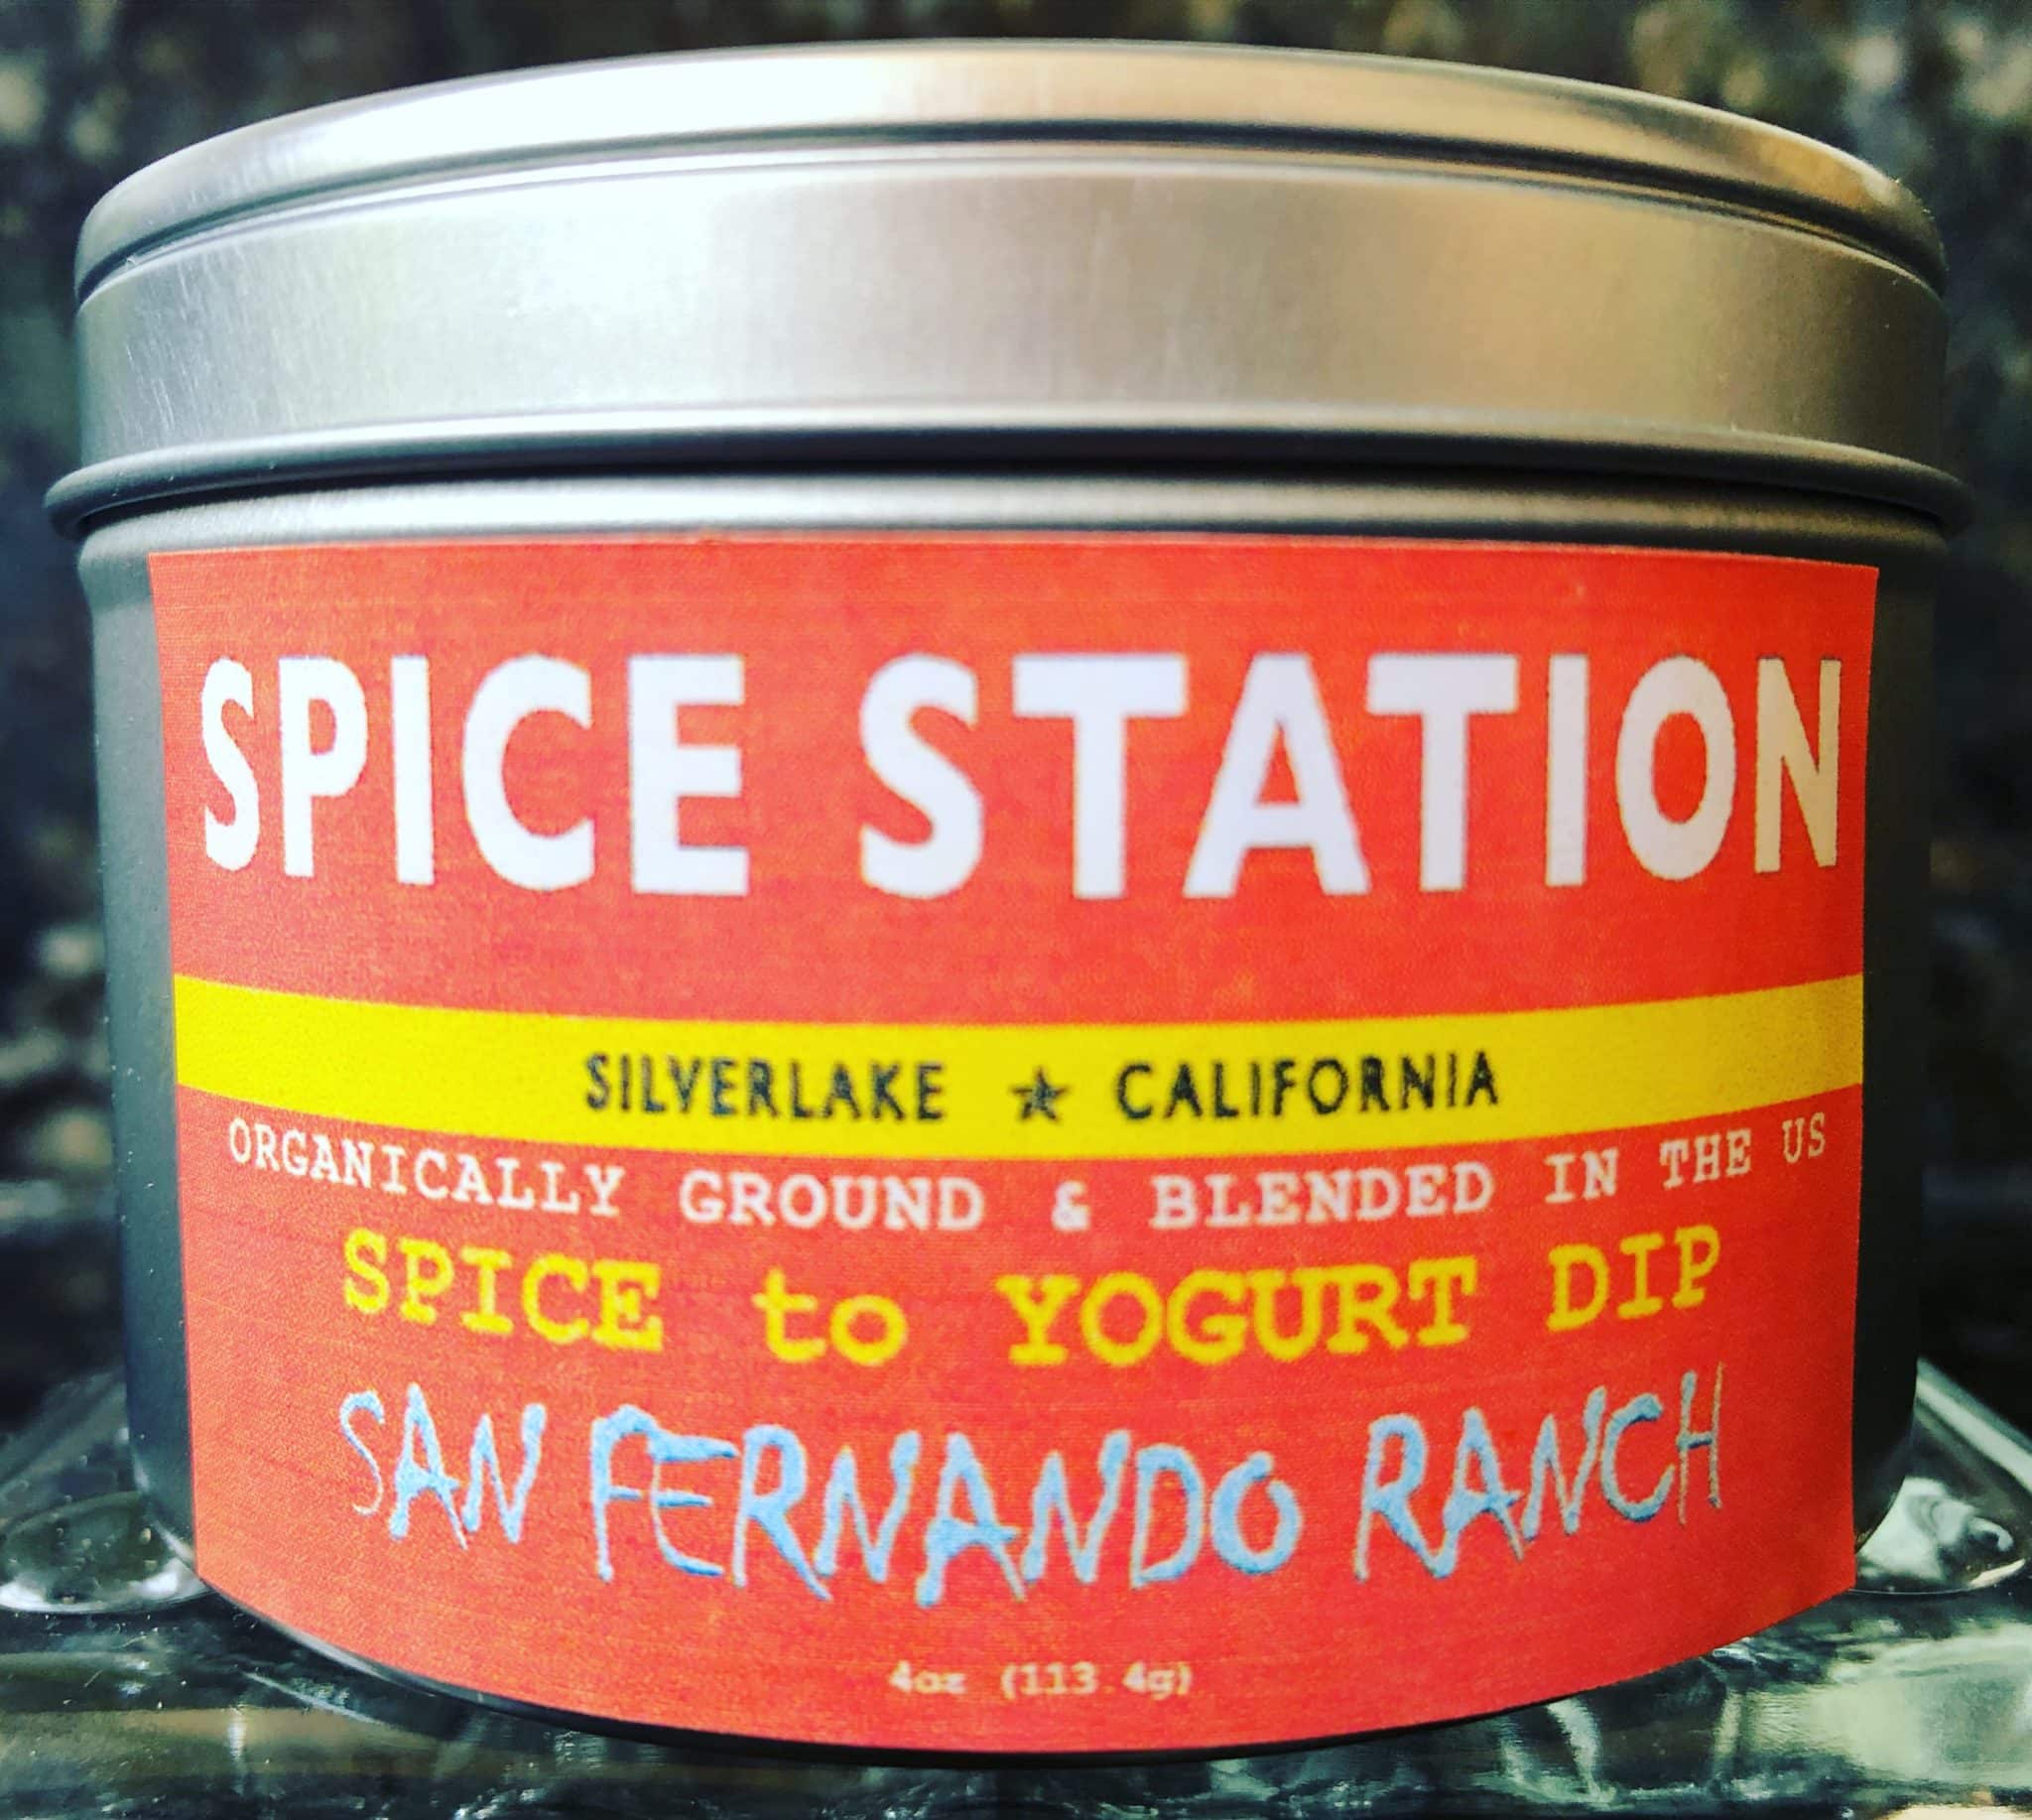 SPICE STATION
SILVERLAKE ★ CALIFORNIA
ORGANICALLY GROUND & BLENDED IN THE US
SPICE to YOGURT DIP
SAN FERNANDO RANCH
4oz (113.4g)